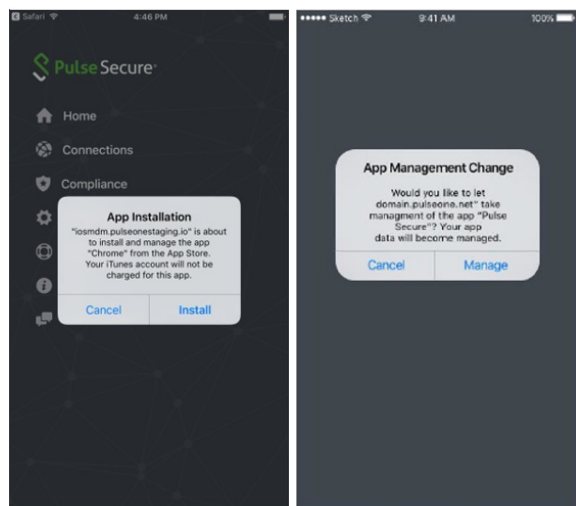 Safari 4:46 PM
Pulse Secure
Home
Connections
Compliance
App Installation
"iosmdm.pulseonestaging.io" is about
to install and manage the app
"Chrome" from the App Store.
Your iTunes account will not be
charged for this app.
Cancel Install
Sketch 9:41 AM 100%
App Management Change
Would you like to let
domain.pulseone.net" take
managment of the app "Pulse
Secure"? Your app
data will become managed.
Cancel Manage